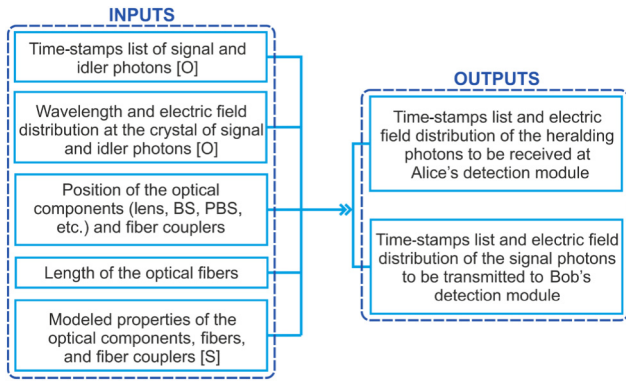 INPUTS
Time-stamps list of signal and
idler photons [O]
Wavelength and electric field
distribution at the crystal of signal
and idler photons [O]
Position of the optical
components (lens, BS, PBS,
etc.) and fiber couplers
Length of the optical fibers
Modeled properties of the
optical components, fibers,
and fiber couplers [S]
OUTPUTS
Time-stamps list and electric
field distribution of the heralding
photons to be received at
Alice's detection module
Time-stamps list and electric field
distribution of the signal photons
to be transmitted to Bob's
detection module